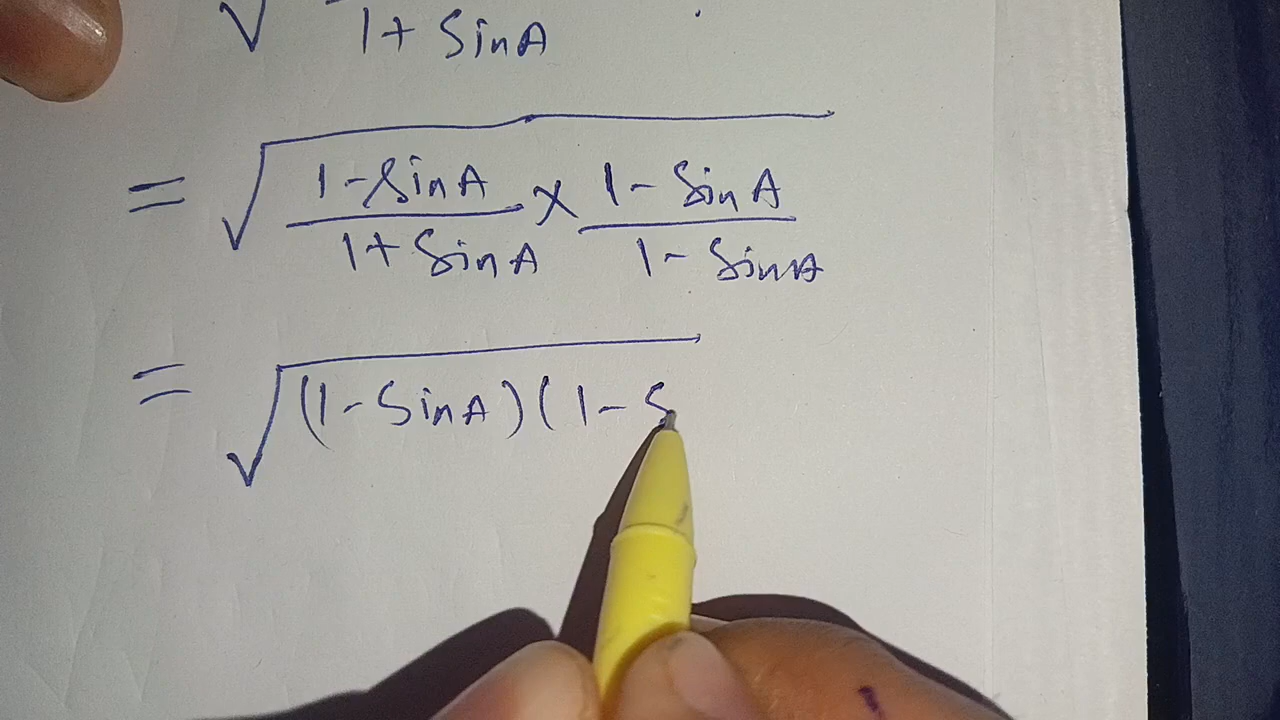 √ 1 + SinA
= √ 1 - SinA / 1 + SinA × 1 - SinA / 1 - SinA
= √ (1 - SinA) (1 - S